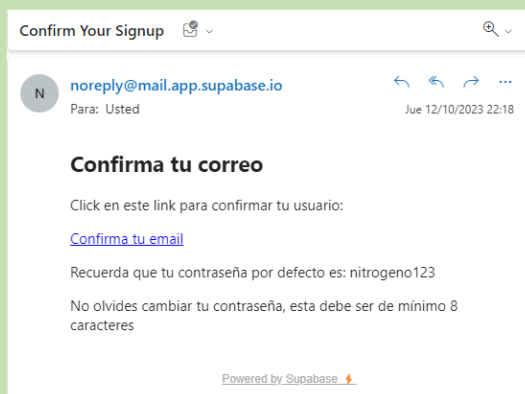 Confirm Your Signup
N
noreply@mail.app.supabase.io
Para: Usted
Jue 12/10/2023 22:18
Confirma tu correo
Click en este link para confirmar tu usuario:
Confirma tu email
Recuerda que tu contraseña por defecto es: nitrogeno123
No olvides cambiar tu contraseña, esta debe ser de mínimo 8
caracteres
Powered by Supabase